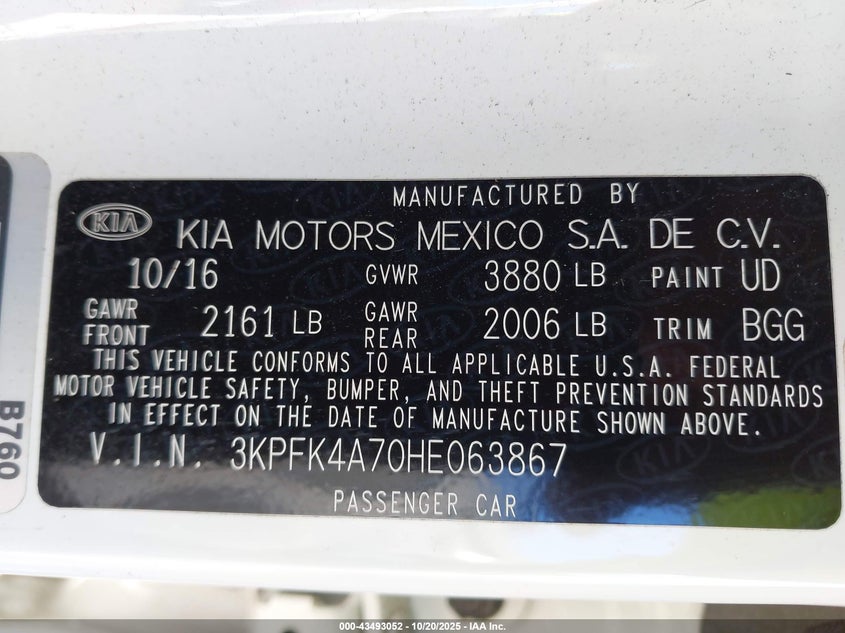 MANUFACTURED BY
KIA KIA MOTORS MEXICO S.A. DE C.V.
10/16 GVWR 3880 LB PAINT UD
GAWR FRONT 2161 LB GAWR REAR 2006 LB TRIM BGG
THIS VEHICLE CONFORMS TO ALL APPLICABLE U.S.A. FEDERAL
MOTOR VEHICLE SAFETY, BUMPER, AND THEFT PREVENTION STANDARDS
IN EFFECT ON THE DATE OF MANUFACTURE SHOWN ABOVE.
V.I.N. 3KPFK4A70HE063867
PASSENGER CAR
B760
000-43493052 - 10/20/2025 - IAA Inc.